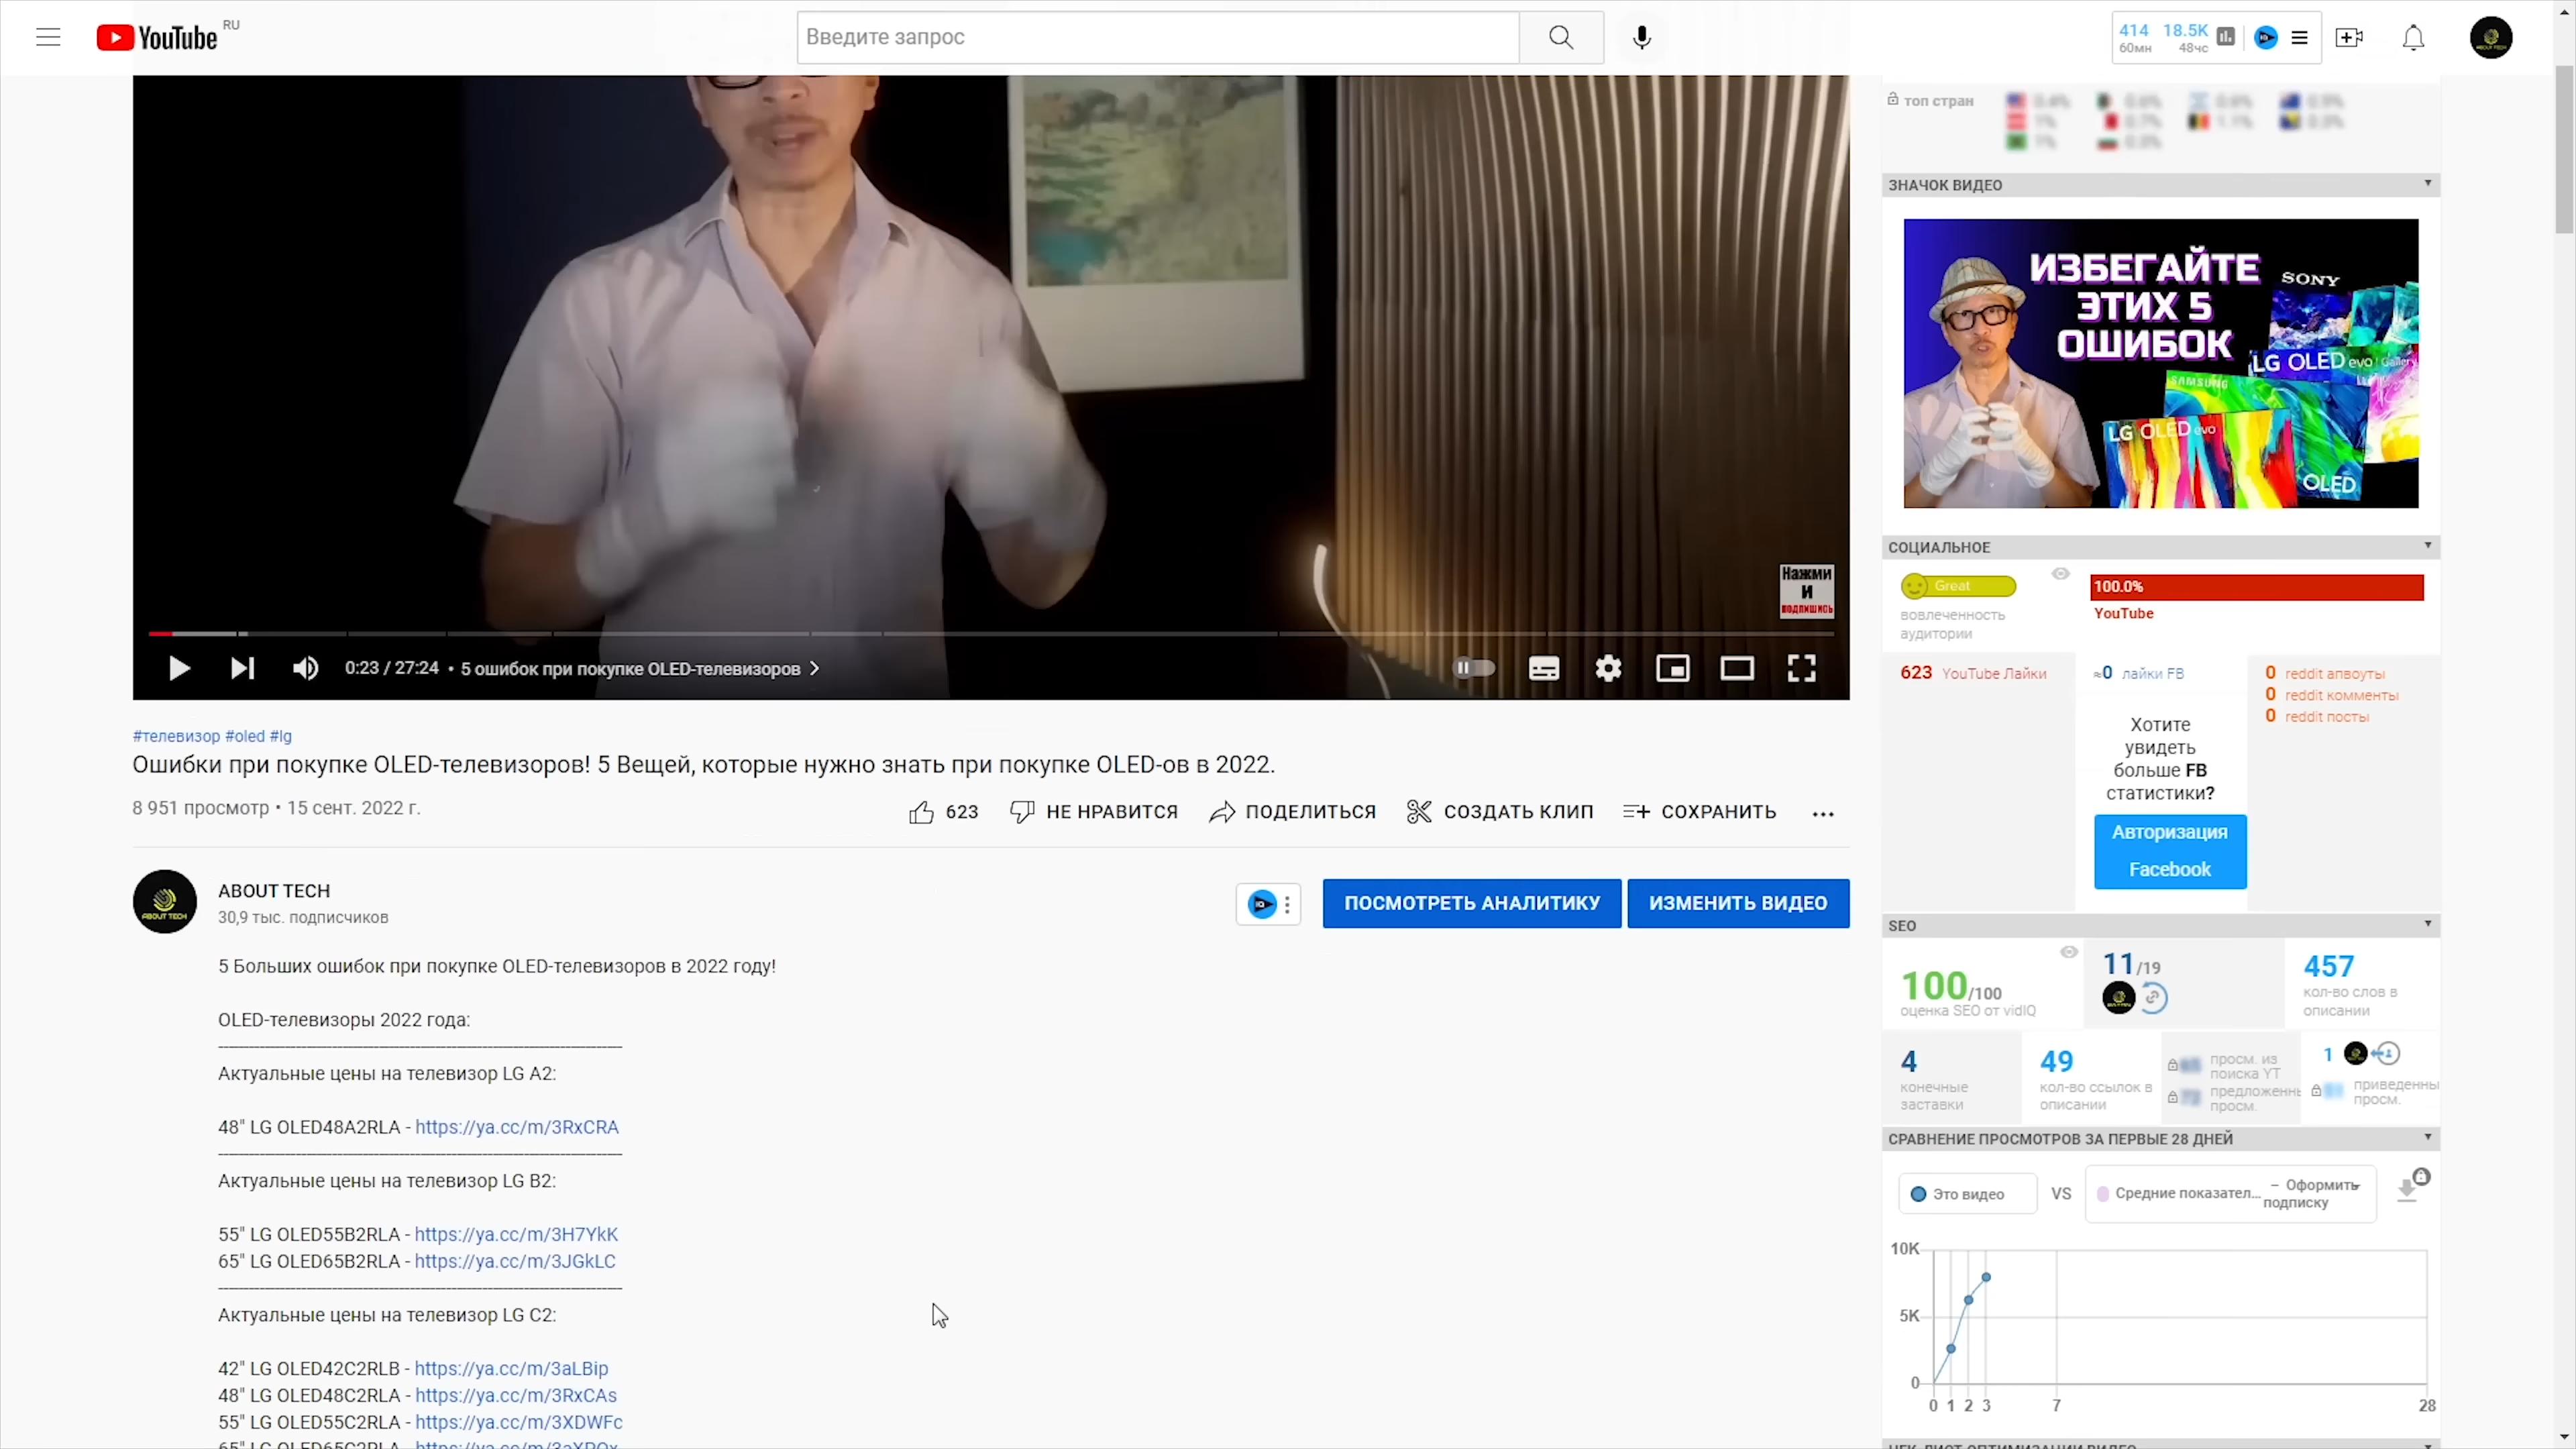 YouTube RU
Введите запрос
414 18.5K
60мн 48чс
топ стран
ЗНАЧОК ВИДЕО
ИЗБЕГАЙТЕ
ЭТИХ 5
ОШИБОК
SONY
LG OLED evo Gallery
SAMSUNG
LG OLED evo
OLED
СОЦИАЛЬНОЕ
Great
вовлеченность
аудитории
100.0%
YouTube
623 YouTube Лайки
≈0 лайки FB
0 reddit апвоуты
0 reddit комменты
0 reddit посты
Хотите
увидеть
больше FB
статистики?
Авторизация
Facebook
Нажми
и
подпишись
0:23 / 27:24 • 5 ошибок при покупке OLED-телевизоров
#телевизор #oled #lg
Ошибки при покупке OLED-телевизоров! 5 Вещей, которые нужно знать при покупке OLED-ов в 2022.
8 951 просмотр • 15 сент. 2022 г.
623 НЕ НРАВИТСЯ ПОДЕЛИТЬСЯ СОЗДАТЬ КЛИП СОХРАНИТЬ
ABOUT TECH
ABOUT TECH
30,9 тыс. подписчиков
ПОСМОТРЕТЬ АНАЛИТИКУ
ИЗМЕНИТЬ ВИДЕО
5 Больших ошибок при покупке OLED-телевизоров в 2022 году!
OLED-телевизоры 2022 года:
Актуальные цены на телевизор LG A2:
48" LG OLED48A2RLA - https://ya.cc/m/3RxCRA
Актуальные цены на телевизор LG B2:
55" LG OLED55B2RLA - https://ya.cc/m/3H7YkK
65" LG OLED65B2RLA - https://ya.cc/m/3JGkLC
Актуальные цены на телевизор LG C2:
42" LG OLED42C2RLB - https://ya.cc/m/3aLBip
48" LG OLED48C2RLA - https://ya.cc/m/3RxCAs
55" LG OLED55C2RLA - https://ya.cc/m/3XDWFc
SEO
100/100
оценка SEO от vidIQ
11/19
457
кол-во слов в
описании
4
конечные
заставки
49
кол-во ссылок в
описании
просм. из
поиска YT
предложеннь
просм.
1
приведенны
просм.
СРАВНЕНИЕ ПРОСМОТРОВ ЗА ПЕРВЫЕ 28 ДНЕЙ
Это видео
VS
Средние показател...
– Оформить
подписку
10K
5K
0
0 1 2 3 7 28